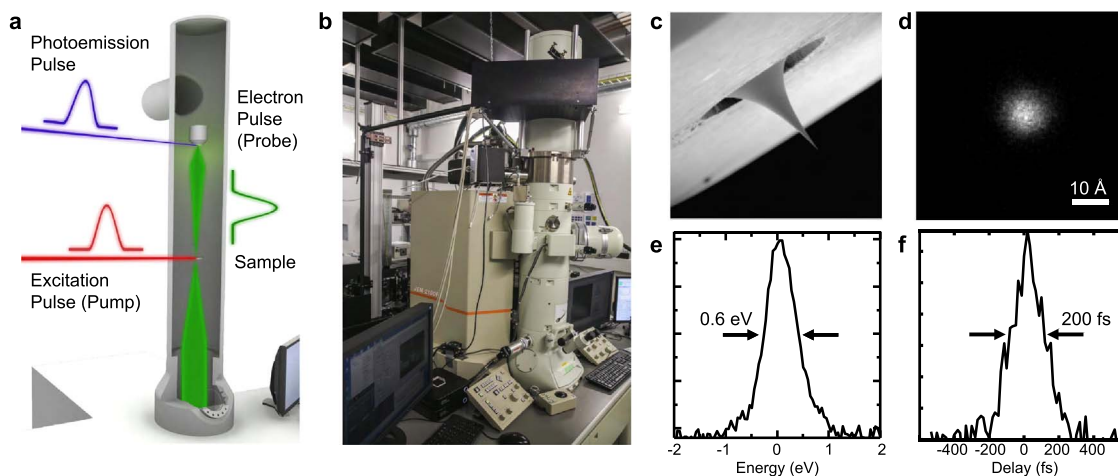 a
Photoemission
Pulse
Electron
Pulse
(Probe)
Excitation
Pulse (Pump)
Sample
b
c
d
10 Å
e
0.6 eV
-2 -1 0 1 2
Energy (eV)
f
200 fs
-400 -200 0 200 400
Delay (fs)